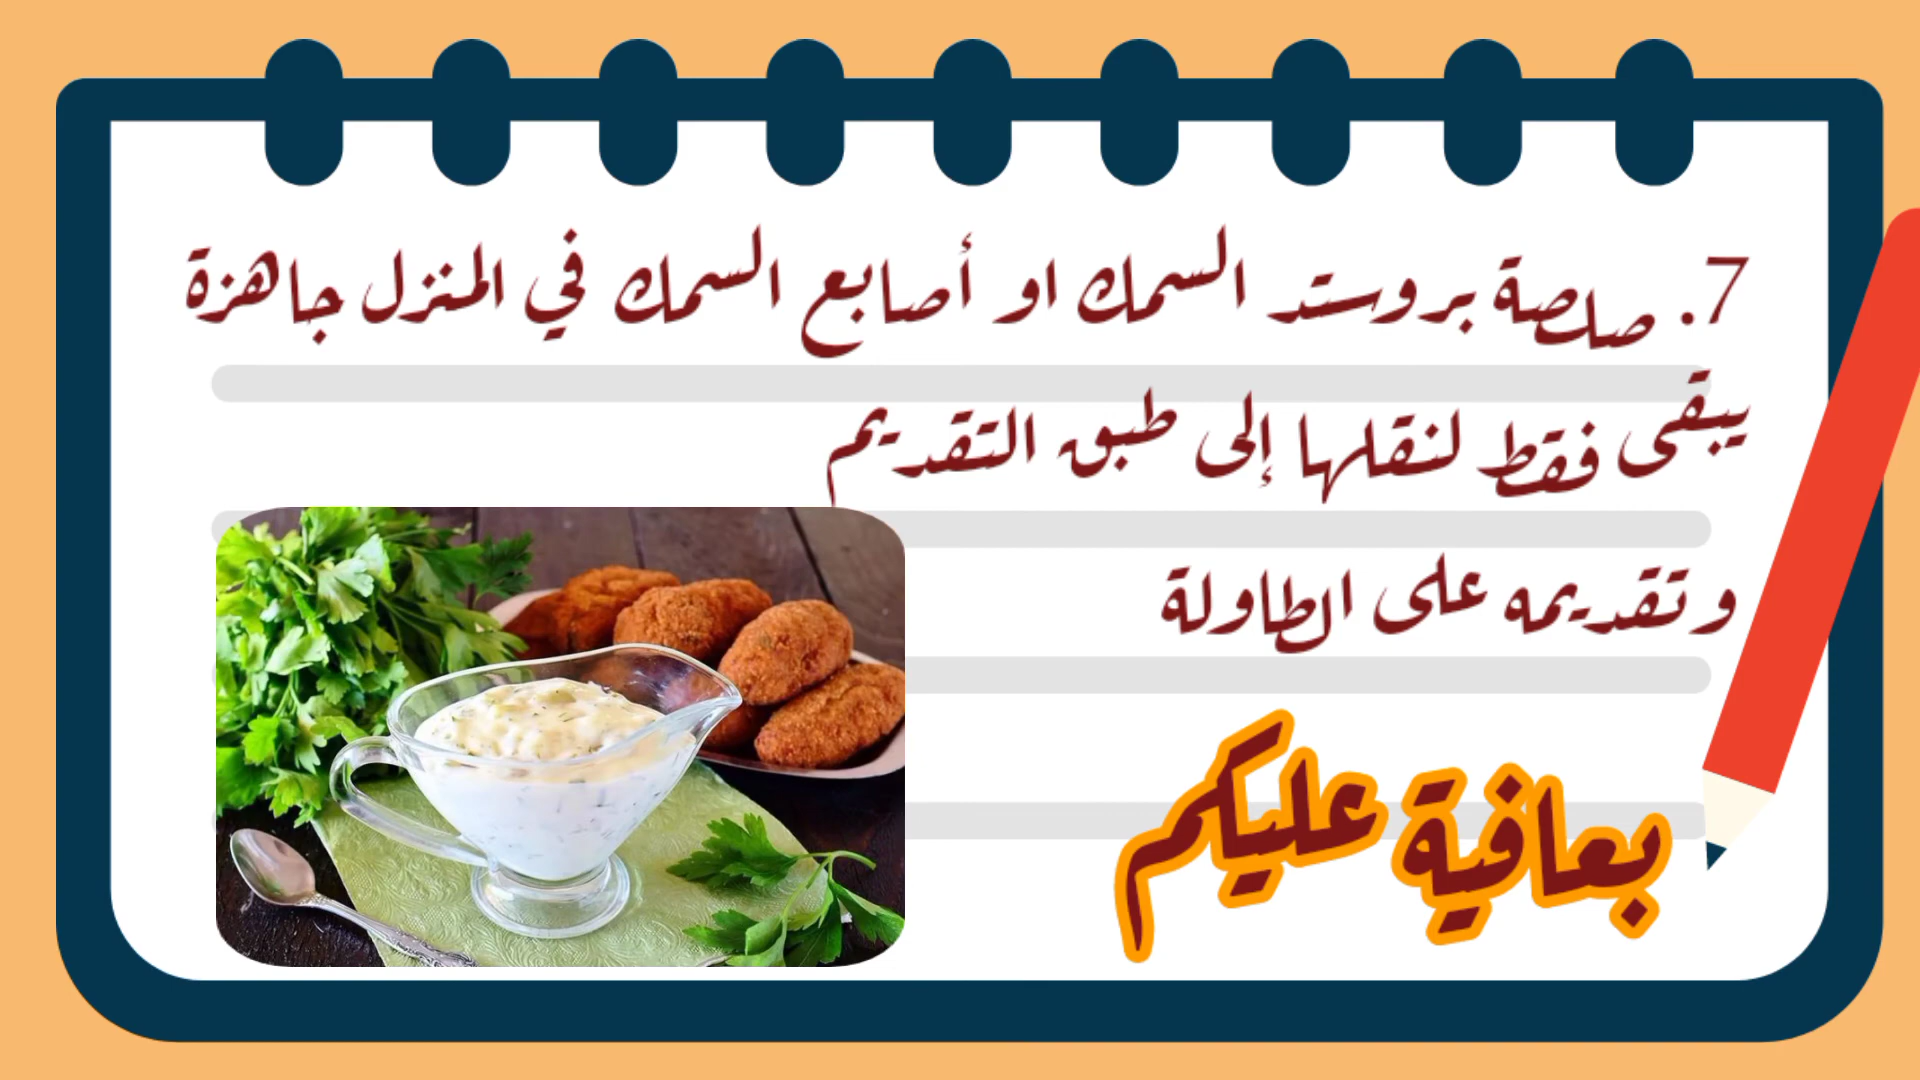 7. صلصة بروستد السمك او أصابع السمك في المنزل جاهزة
يبقى فقط لنقلها إلى طبق التقديم
وتقديمه على الطاولة
بعافية عليكم